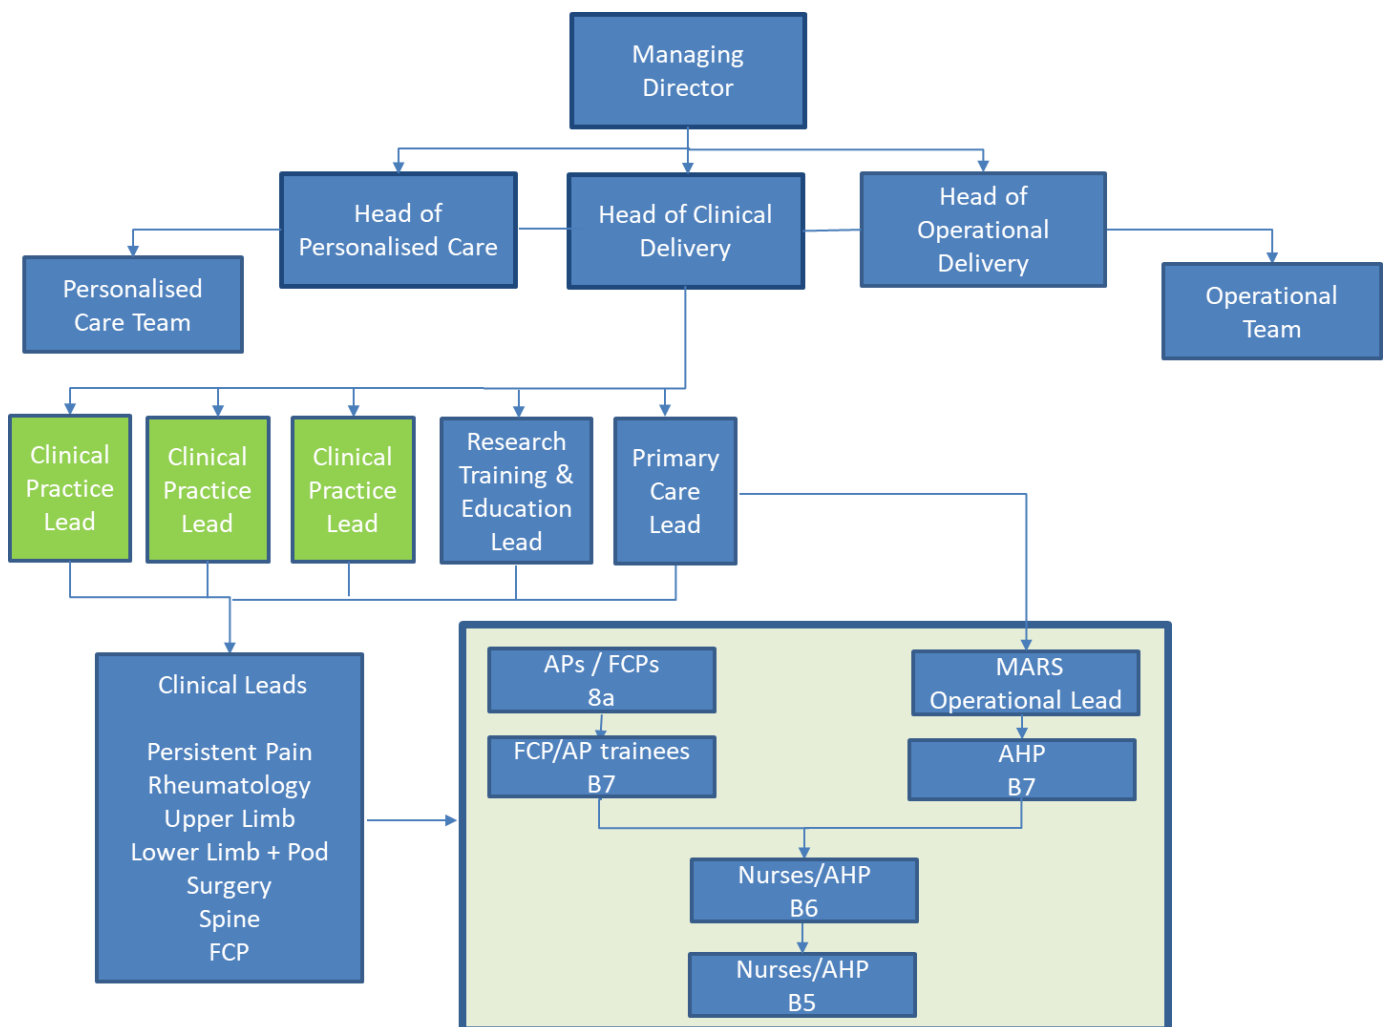 Managing
Director
Head of
Personalised Care
Head of Clinical
Delivery
Head of
Operational
Delivery
Personalised
Care Team
Operational
Team
Clinical
Practice
Lead
Clinical
Practice
Lead
Clinical
Practice
Lead
Research
Training &
Education
Lead
Primary
Care
Lead
Clinical Leads
Persistent Pain
Rheumatology
Upper Limb
Lower Limb + Pod
Surgery
Spine
FCP
APs / FCPs
8a
FCP/AP trainees
B7
MARS
Operational Lead
AHP
B7
Nurses/AHP
B6
Nurses/AHP
B5